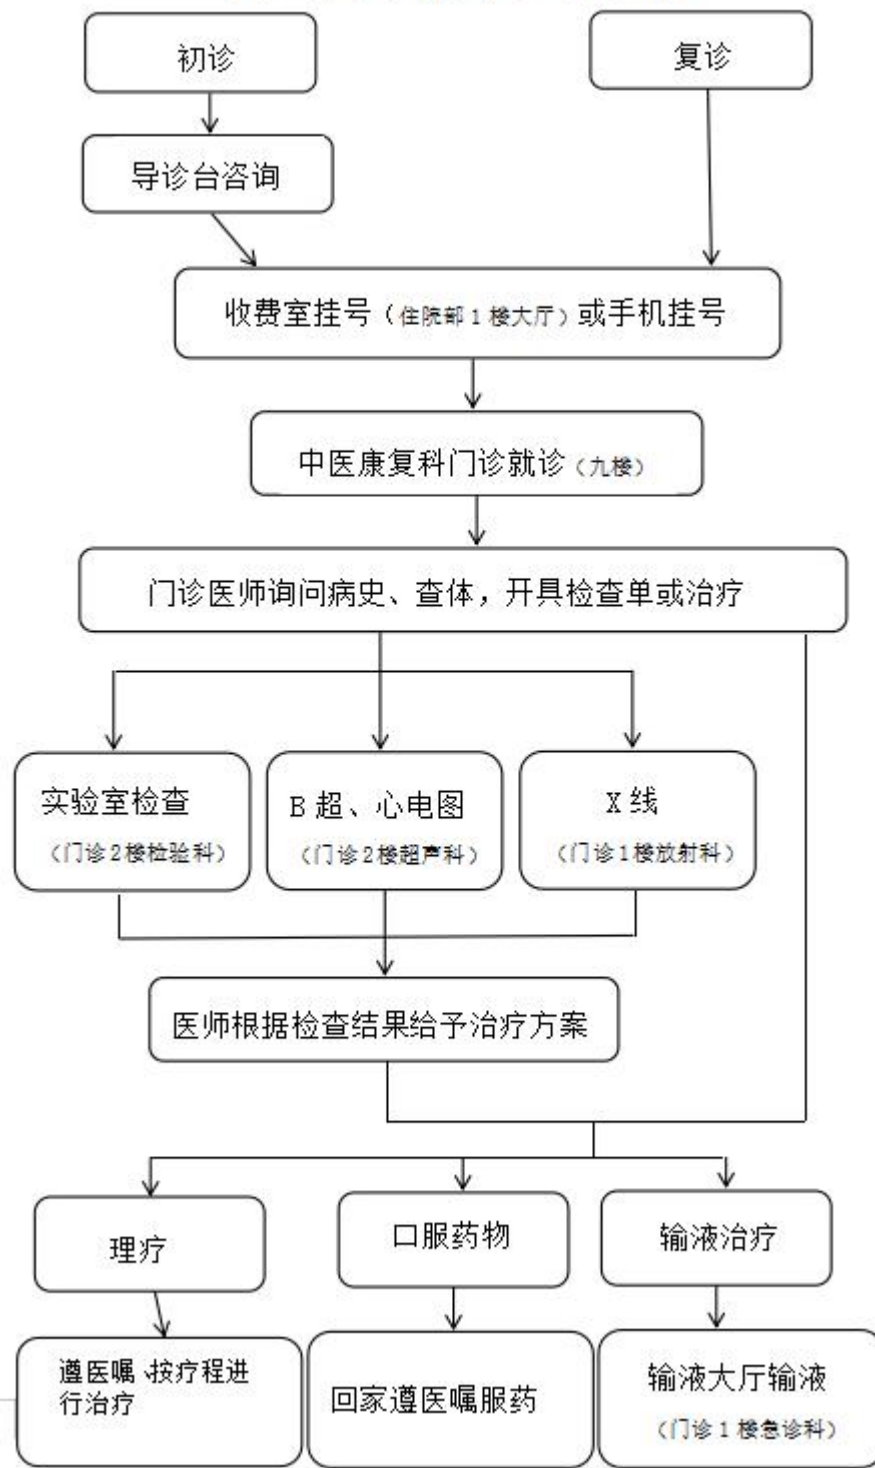 初诊
复诊
导诊台咨询
收费室挂号（住院部1楼大厅）或手机挂号
中医康复科门诊就诊（九楼）
门诊医师询问病史、查体，开具检查单或治疗
实验室检查
（门诊2楼检验科）
B超、心电图
（门诊2楼超声科）
X线
（门诊1楼放射科）
医师根据检查结果给予治疗方案
理疗
口服药物
输液治疗
遵医嘱、按疗程进
行治疗
回家遵医嘱服药
输液大厅输液
（门诊1楼急诊科）